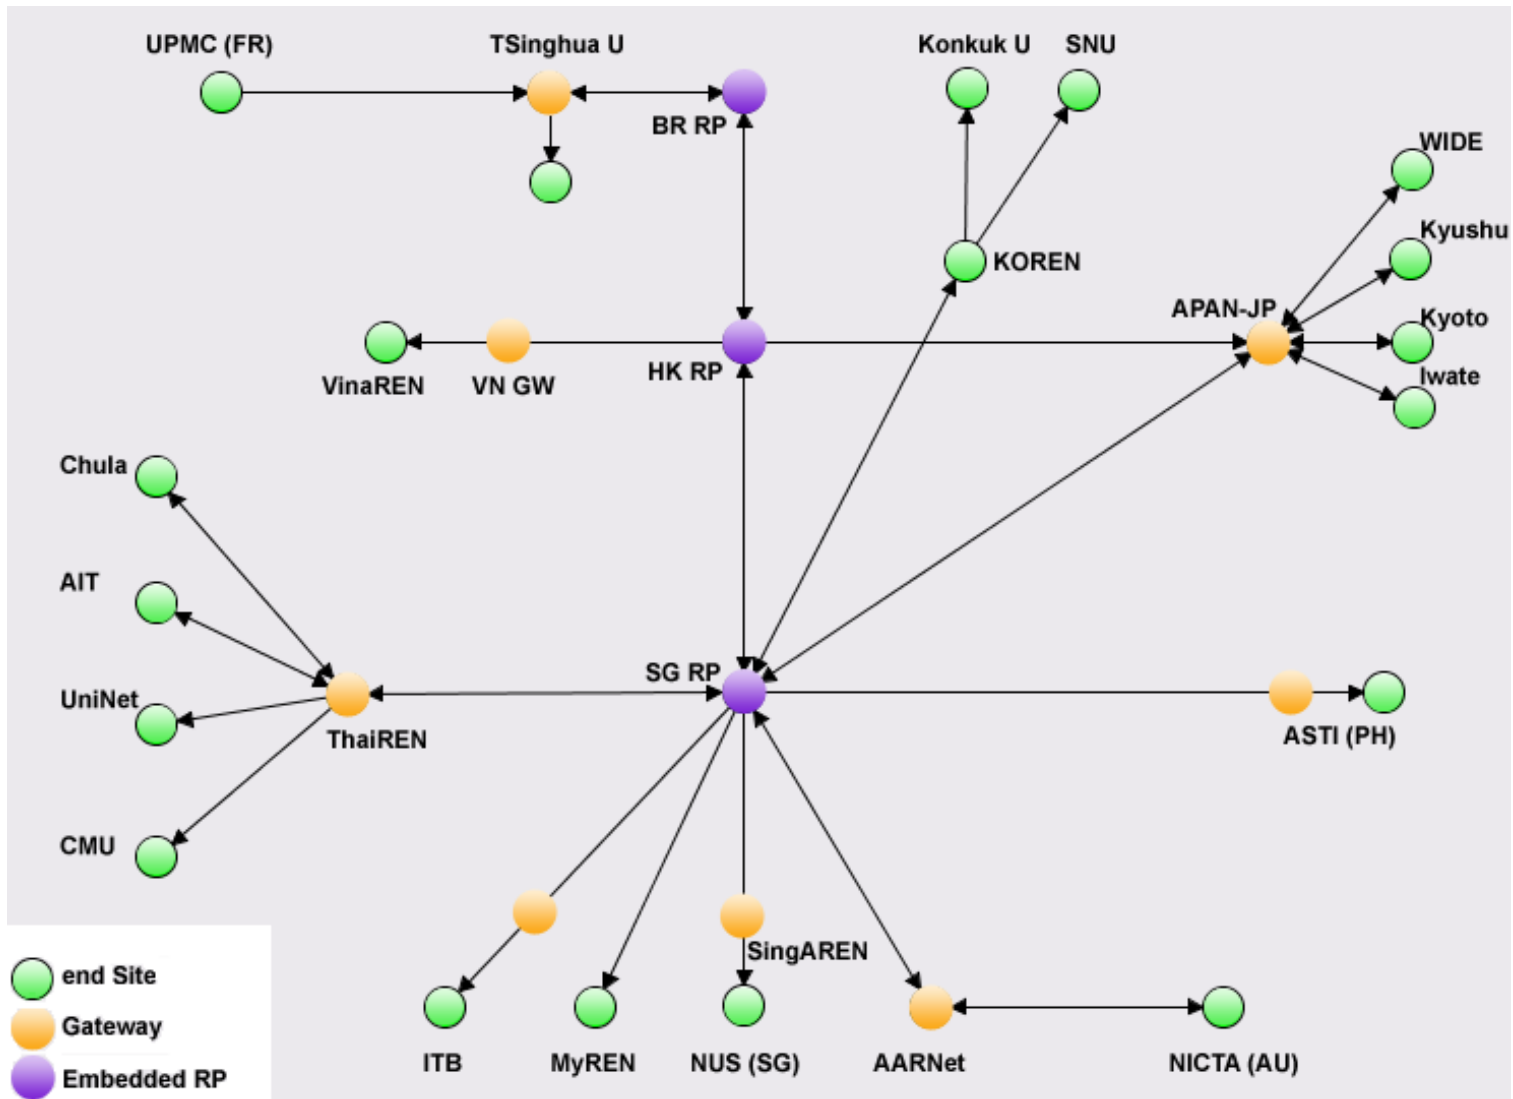 UPMC (FR)
TSinghua U
Konkuk U
SNU
BR RP
WIDE
Kyushu
KOREN
APAN-JP
Kyoto
VinaREN
VN GW
HK RP
Iwate
Chula
AIT
SG RP
UniNet
ThaiREN
ASTI (PH)
CMU
SingAREN
end Site
Gateway
Embedded RP
ITB
MyREN
NUS (SG)
AARNet
NICTA (AU)